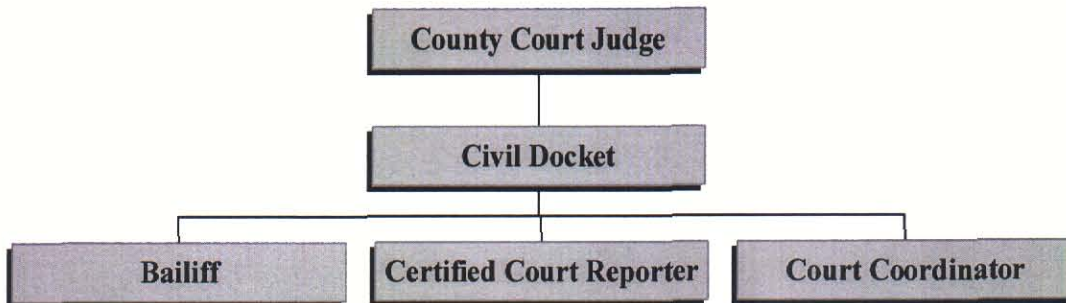 County Court Judge
Civil Docket
Bailiff
Certified Court Reporter
Court Coordinator